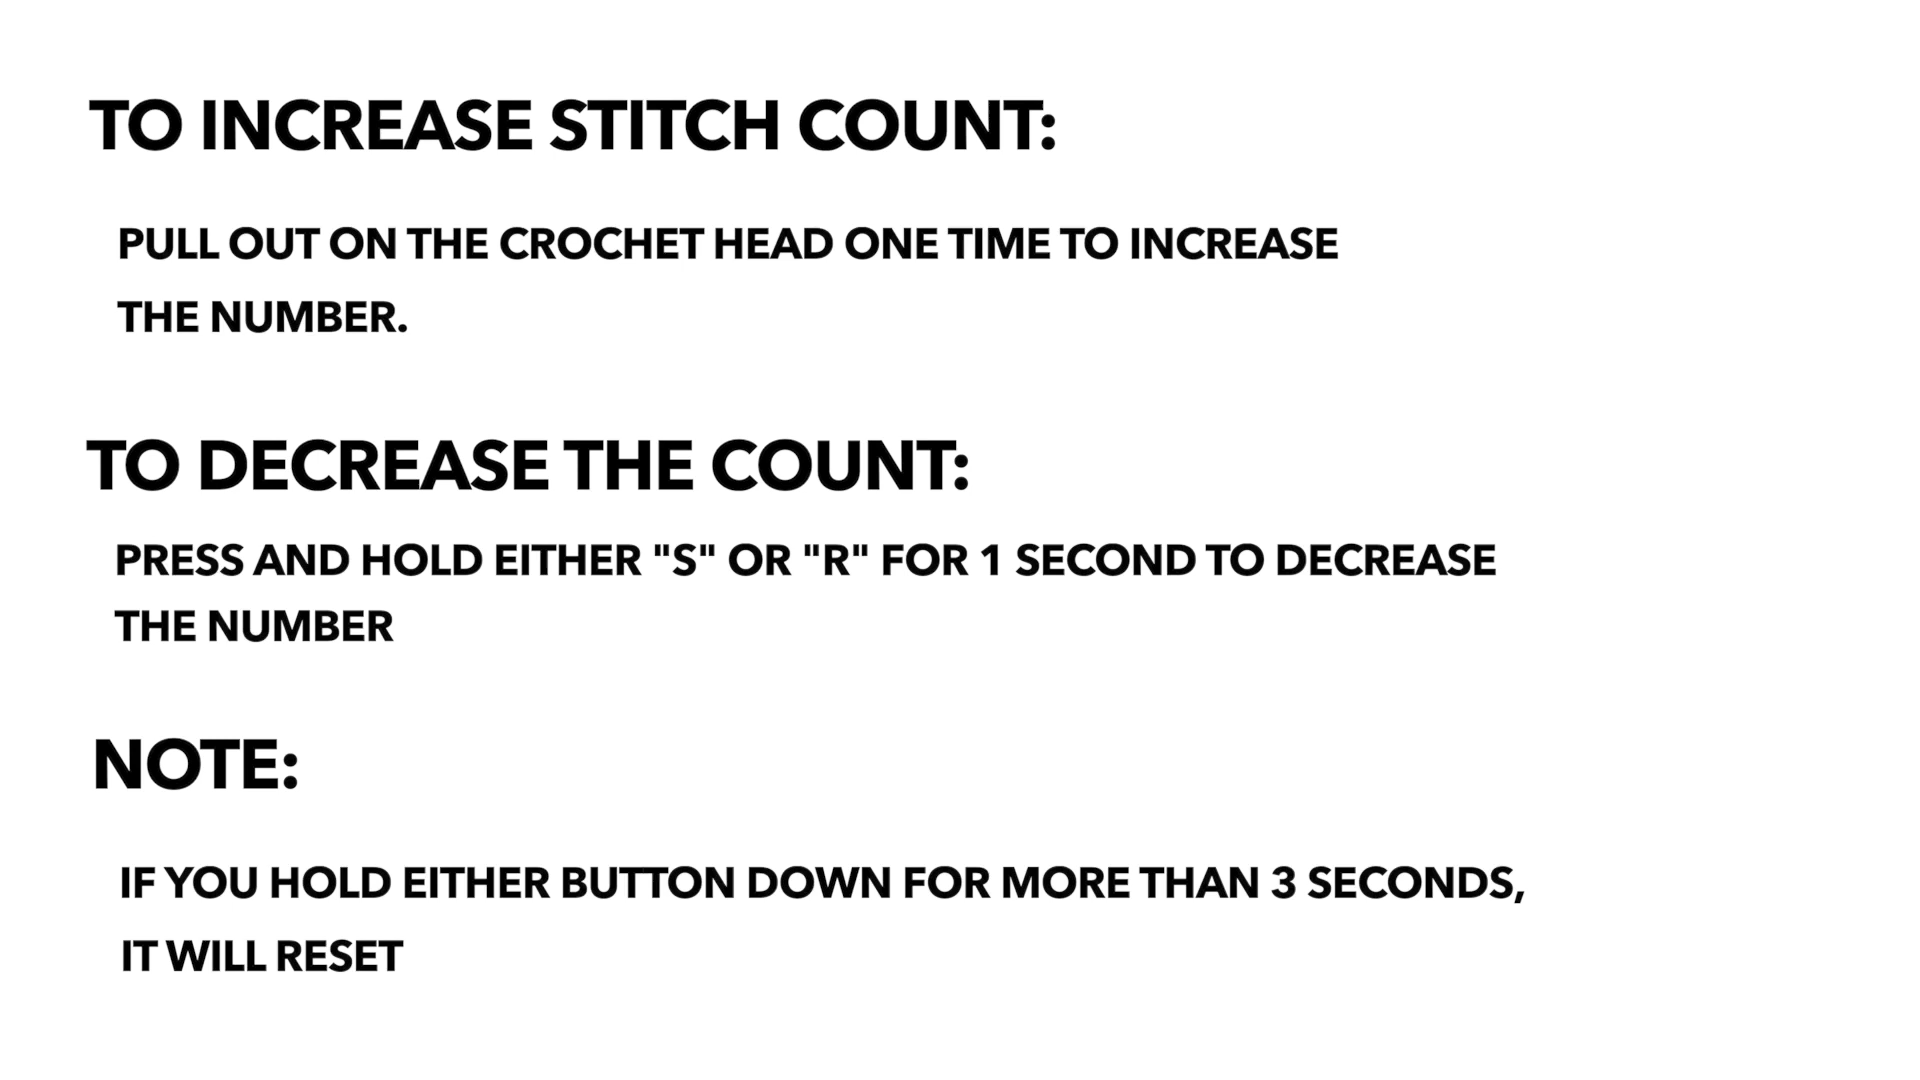 TO INCREASE STITCH COUNT:
PULL OUT ON THE CROCHET HEAD ONE TIME TO INCREASE
THE NUMBER.
TO DECREASE THE COUNT:
PRESS AND HOLD EITHER "S" OR "R" FOR 1 SECOND TO DECREASE
THE NUMBER
NOTE:
IF YOU HOLD EITHER BUTTON DOWN FOR MORE THAN 3 SECONDS,
IT WILL RESET